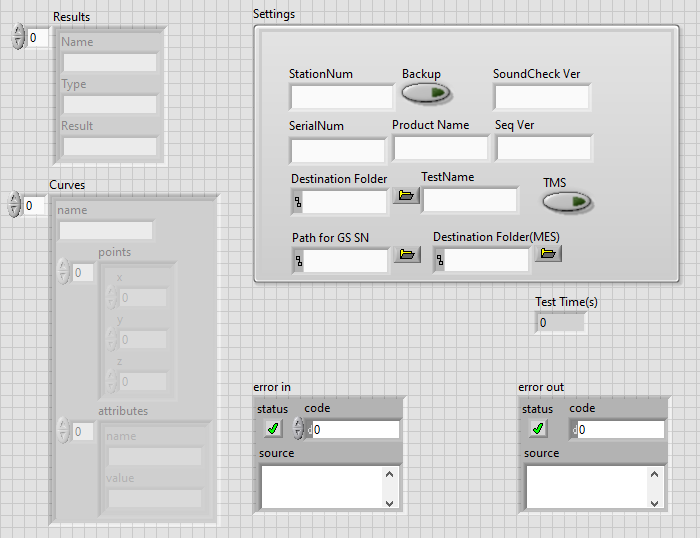 Results
0
Name
Type
Result
Settings
StationNum
Backup
SoundCheck Ver
SerialNum
Product Name
Seq Ver
Destination Folder
TestName
TMS
Path for GS SN
Destination Folder(MES)
Curves
0
name
points
0
x
0
y
0
z
0
attributes
0
name
value
Test Time(s)
0
error in
status
code
d0
source
error out
status
code
d0
source